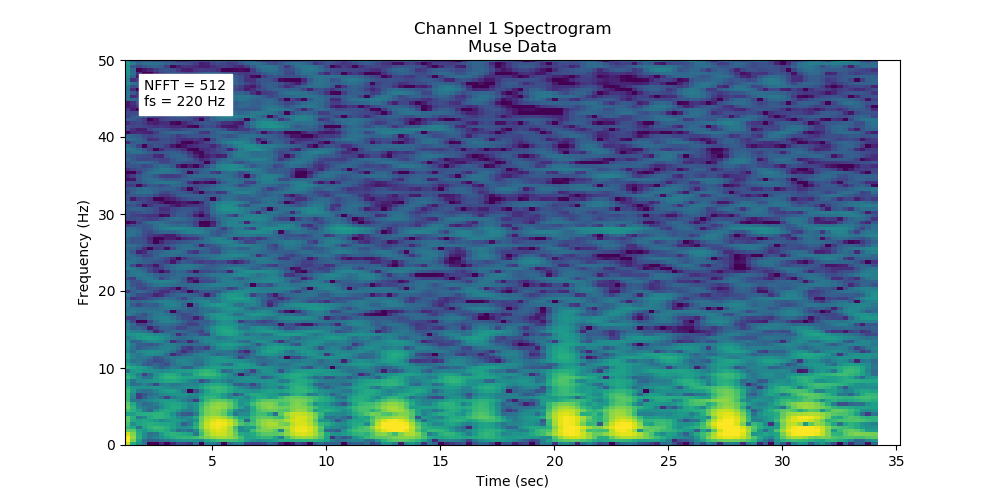 Channel 1 Spectrogram
Muse Data
NFFT = 512
fs = 220 Hz
50
40
30
20
10
0
Frequency (Hz)
5
10
15
20
25
30
35
Time (sec)